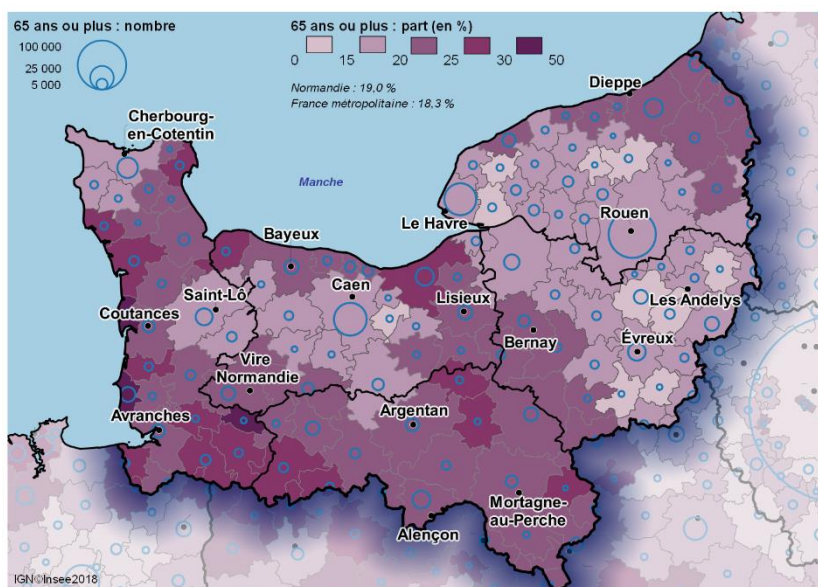 65 ans ou plus : nombre
100 000
25 000
5 000
65 ans ou plus : part (en %)
0 15 20 25 30 50
Normandie : 19,0 %
France métropolitaine : 18,3 %
Dieppe
Cherbourg-
en-Cotentin
Manche
Le Havre
Rouen
Bayeux
Caen
Saint-Lô
Lisieux
Les Andelys
Coutances
Bernay
Évreux
Vire
Normandie
Avranches
Argentan
Mortagne-
au-Perche
Alençon
IGN©Insee2018